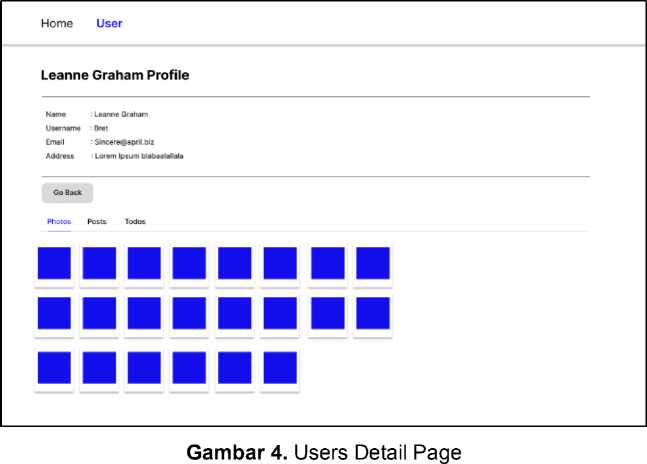 Home User
Leanne Graham Profile
Name : Leanne Graham
Username : Bret
Email : Sincere@april.biz
Address : Lorem Ipsum blabaalallala
Go Back
Photos Posts Todos
Gambar 4. Users Detail Page